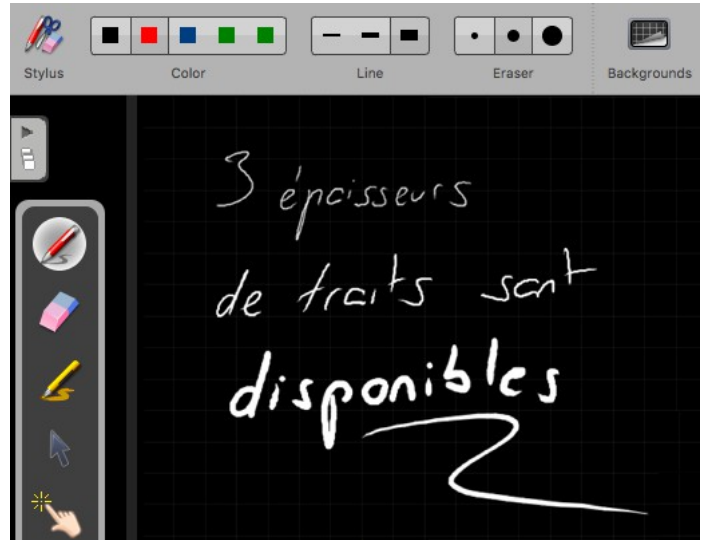 Stylus Color Line Eraser Backgrounds
3 épaisseurs
de traits sont
disponibles